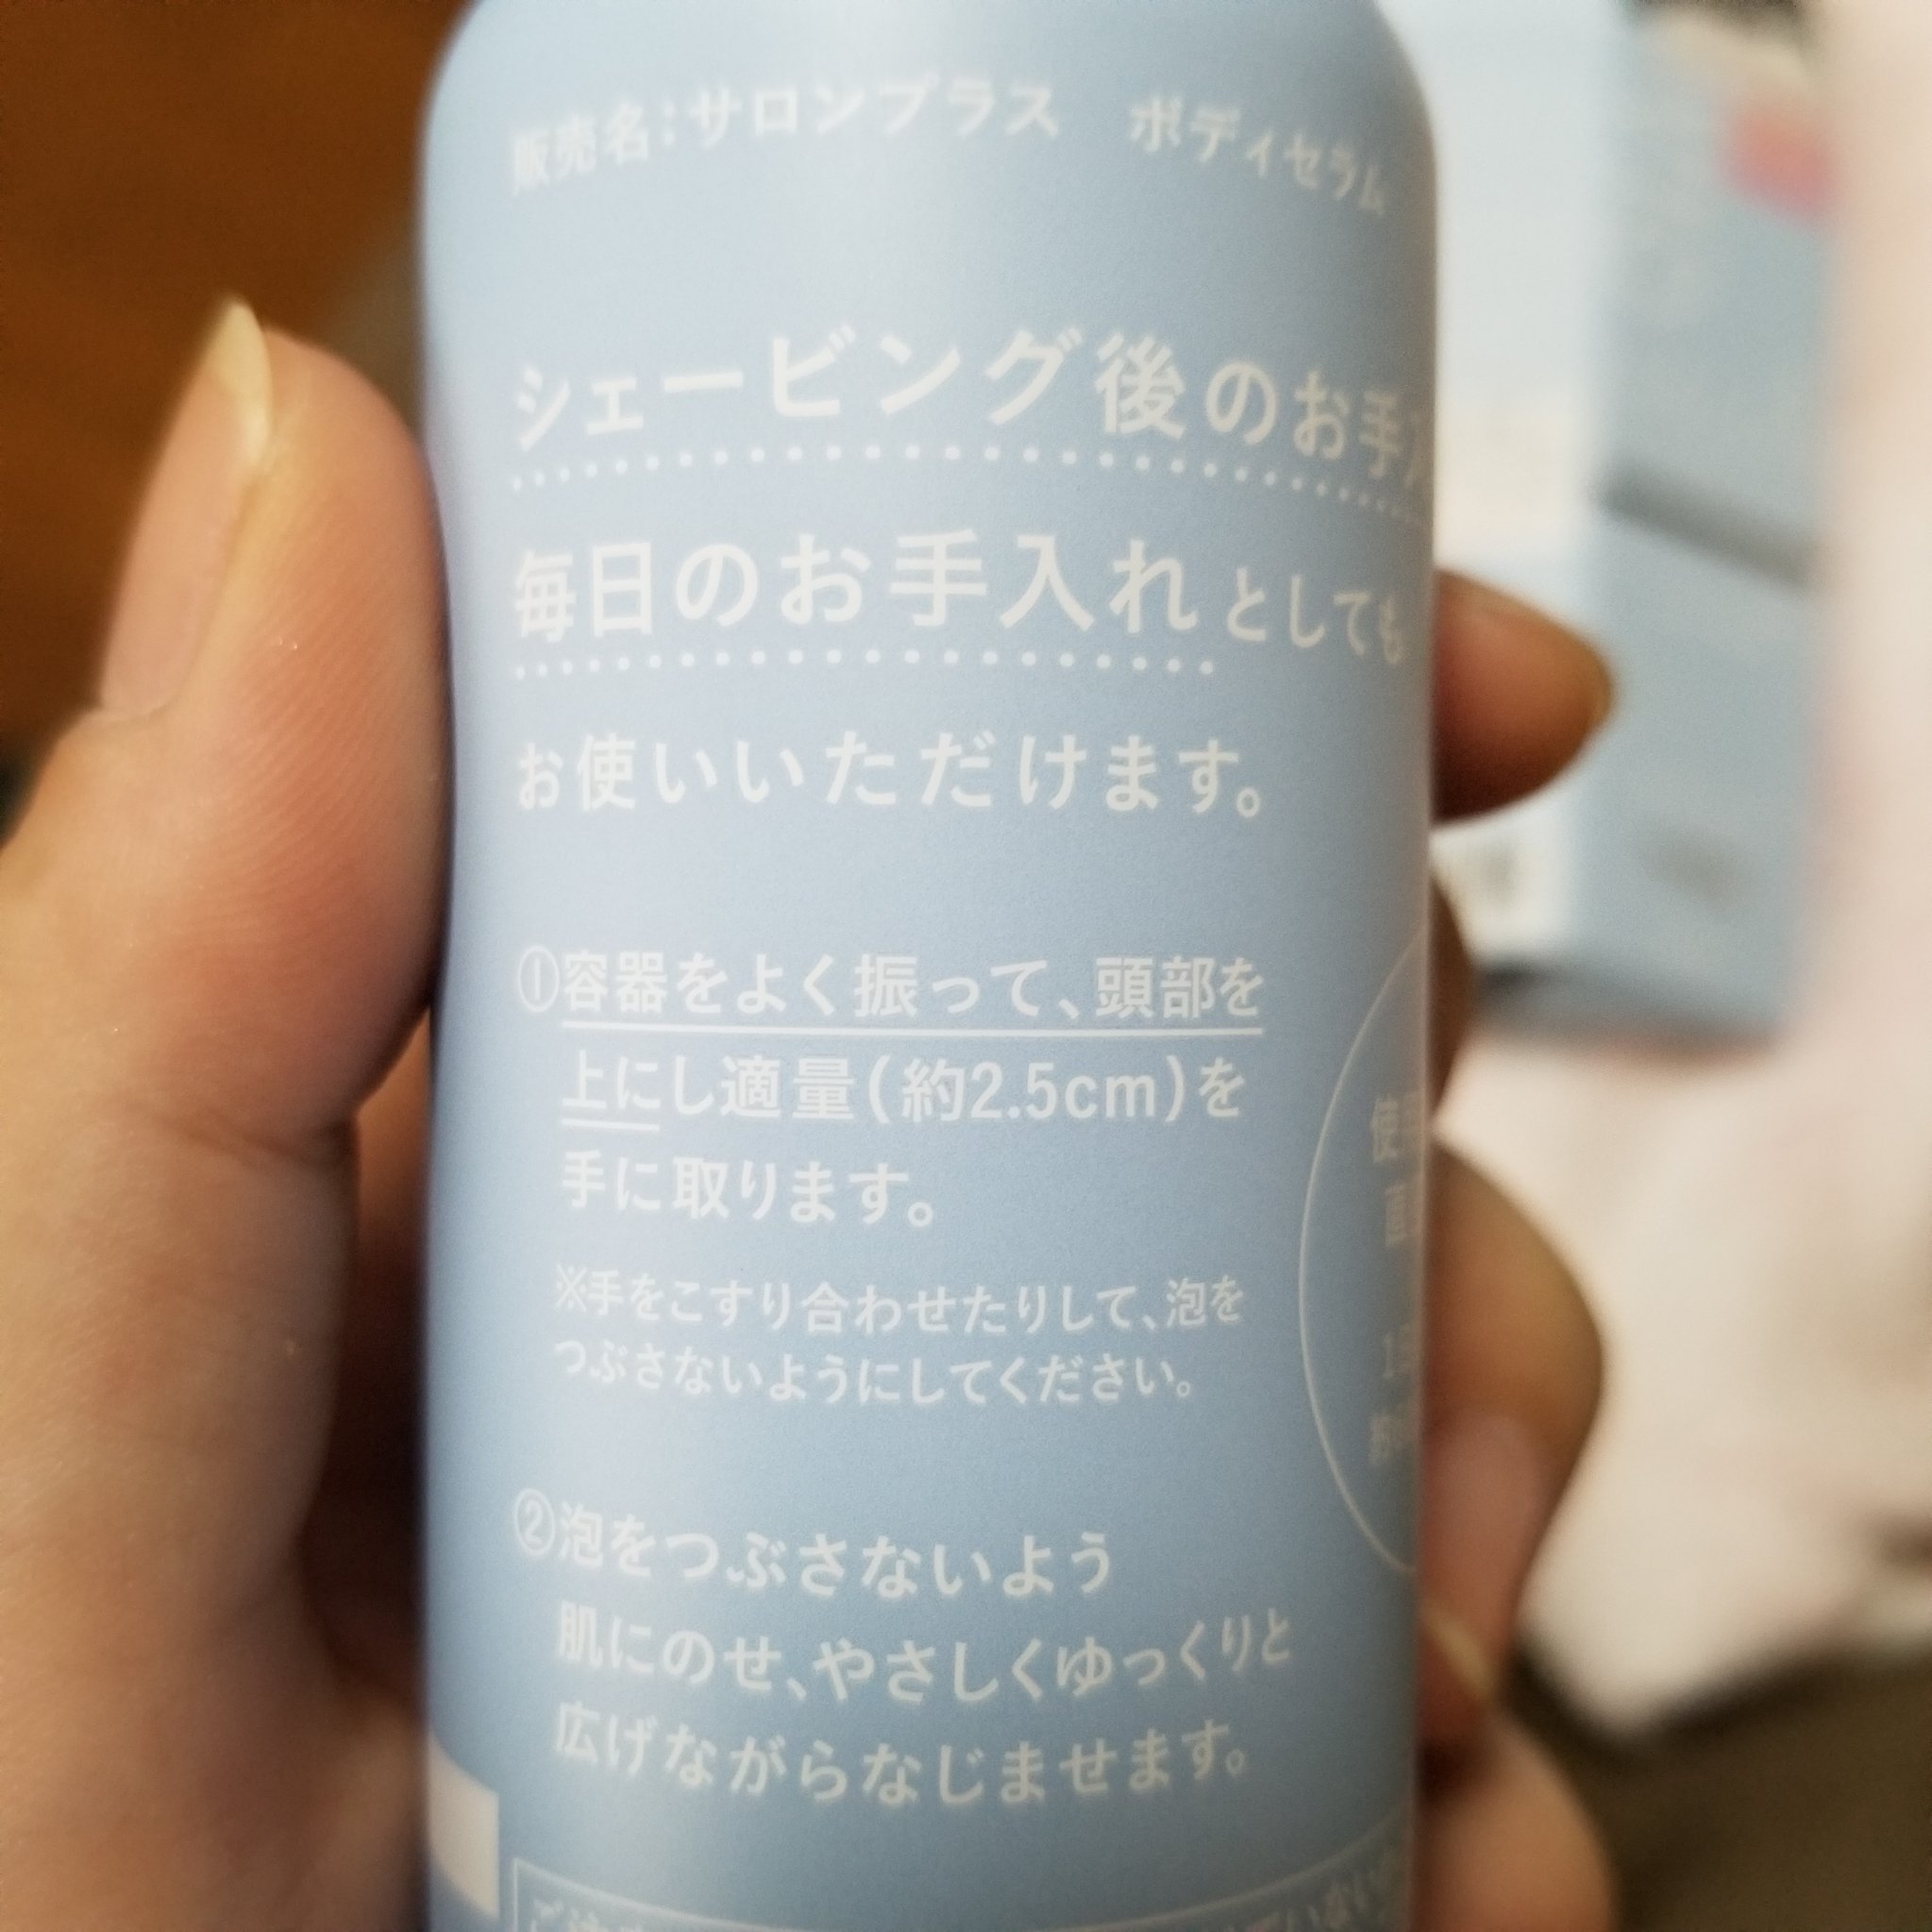 販売名：サロンプラス　ボディセラム
シェービング後のお手入
毎日のお手入れとしても
お使いいただけます。
①容器をよく振って、頭部を
上にし適量(約2.5cm)を
手に取ります。
※手をこすり合わせたりして、泡を
つぶさないようにしてください。
②泡をつぶさないよう
肌にのせ、やさしくゆっくりと
広げながらなじませます。